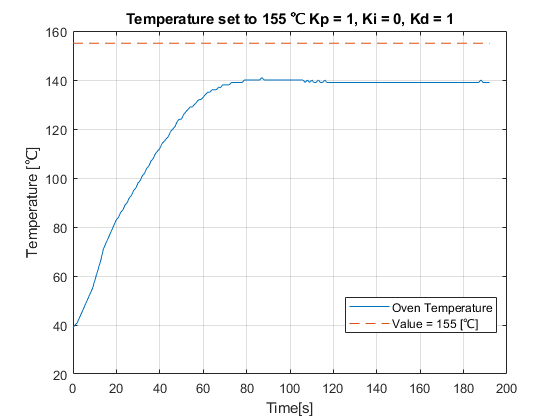 Temperature set to 155 ℃ Kp = 1, Ki = 0, Kd = 1
160
140
120
100
80
60
40
20
Temperature [℃]
0 20 40 60 80 100 120 140 160 180 200
Time[s]
Oven Temperature
Value = 155 [℃]